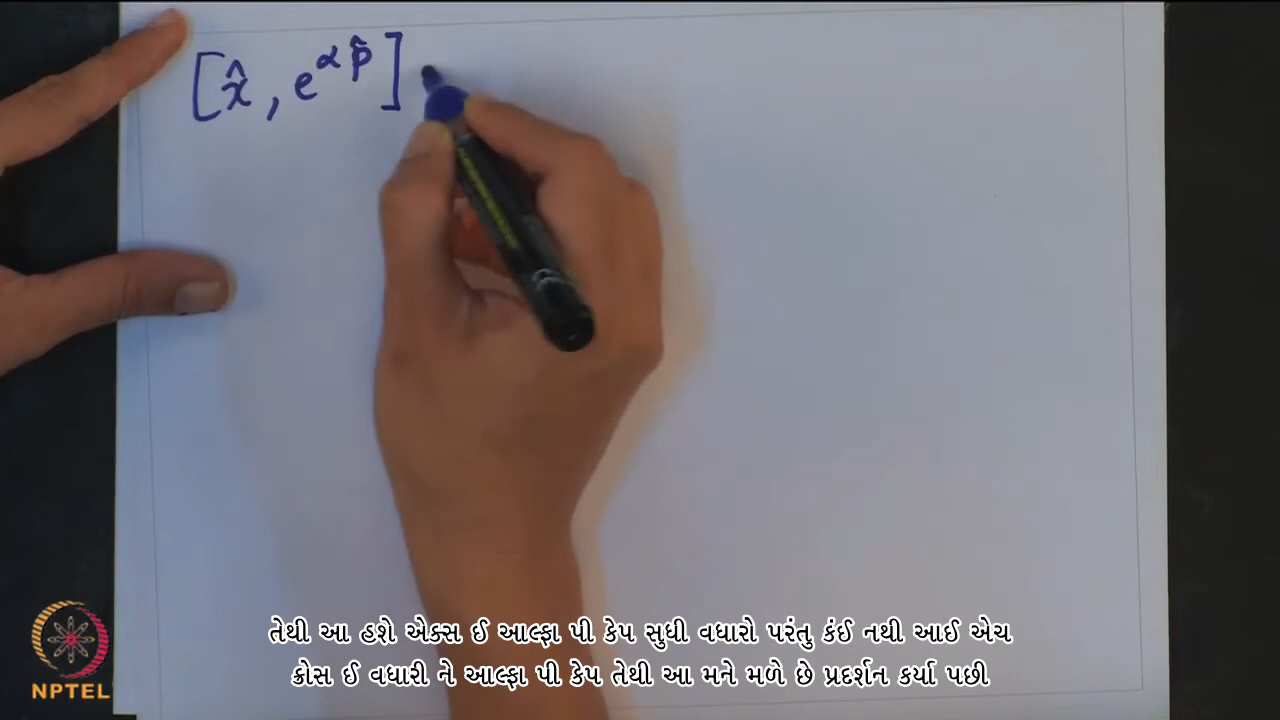 [x̂, e^{αp̂}]
તેથી આ હશે એક્સ ઈ આલ્ફા પી કેપ સુધી વધારો પરંતુ કંઈ નથી આઈ એચ
ક્રોસ ઈ વધારી ને આલ્ફા પી કેપ તેથી આ મને મળે છે પ્રદર્શન કર્યા પછી
NPTEL